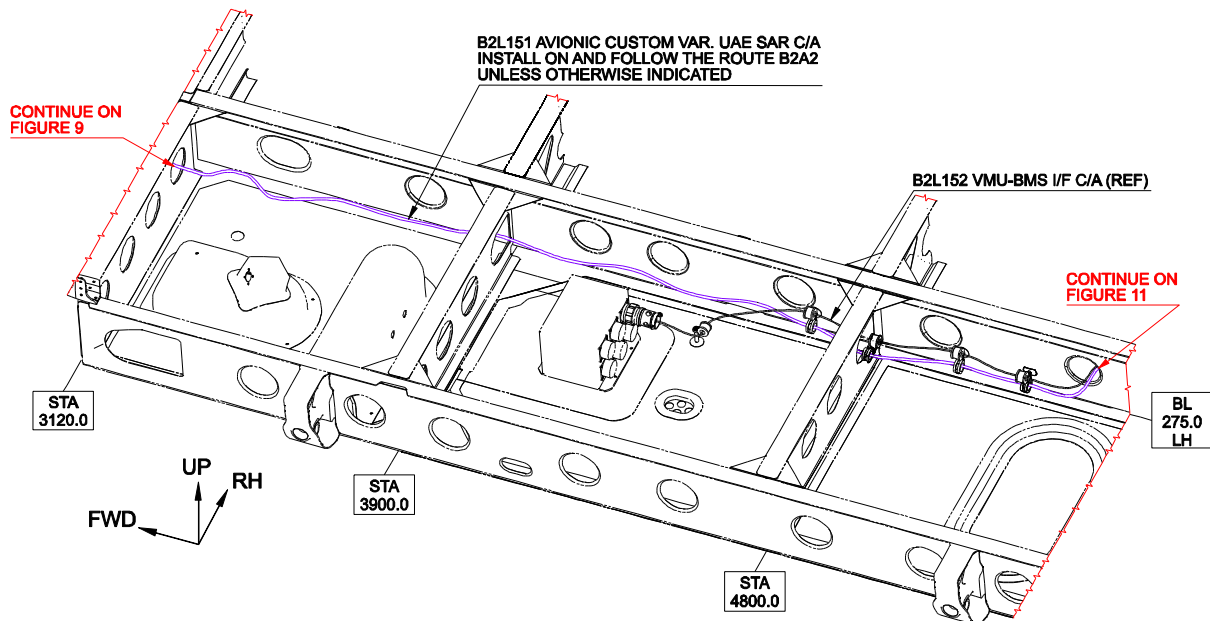 B2L151 AVIONIC CUSTOM VAR. UAE SAR C/A
INSTALL ON AND FOLLOW THE ROUTE B2A2
UNLESS OTHERWISE INDICATED
CONTINUE ON
FIGURE 9
B2L152 VMU-BMS I/F C/A (REF)
CONTINUE ON
FIGURE 11
STA
3120.0
BL
275.0
LH
UP
RH
FWD
STA
3900.0
STA
4800.0